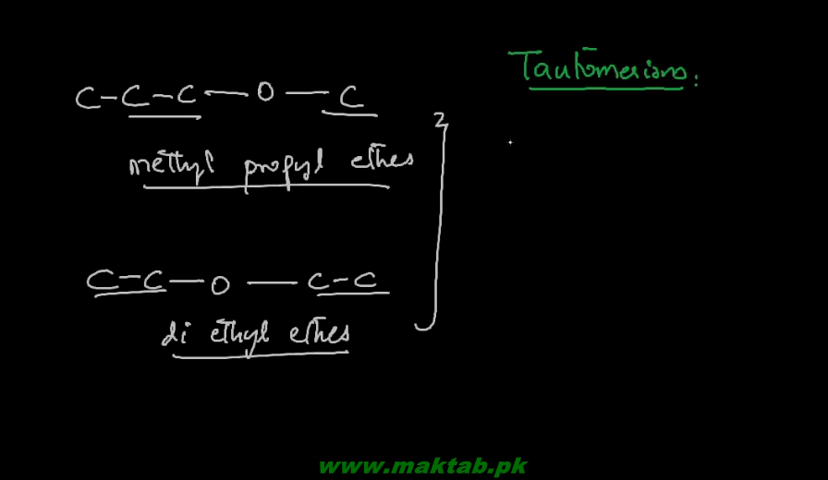 C-C-C-O-C
methyl propyl ether
C-C-O-C-C
di ethyl ether
Tautomerism:
www.maktab.pk